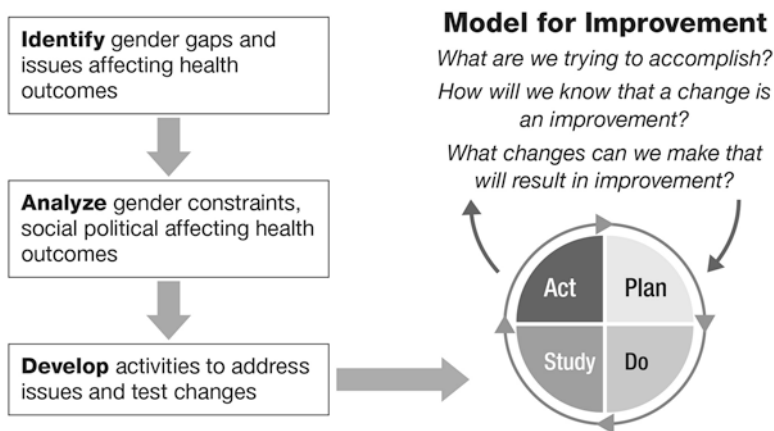 Identify gender gaps and
issues affecting health
outcomes
Analyze gender constraints,
social political affecting health
outcomes
Develop activities to address
issues and test changes
Model for Improvement
What are we trying to accomplish?
How will we know that a change is
an improvement?
What changes can we make that
will result in improvement?
Act
Plan
Study
Do